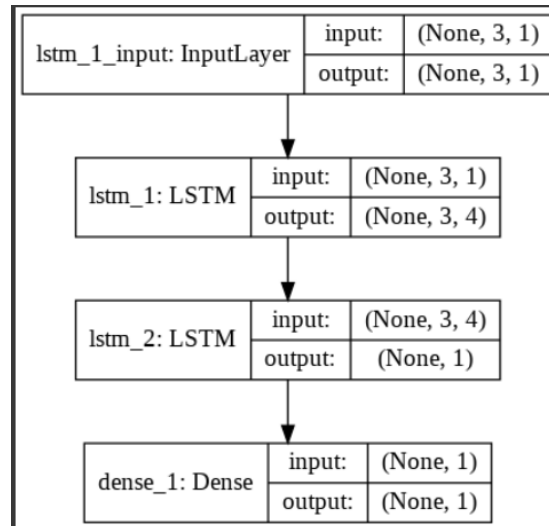 lstm_1_input: InputLayer
input: (None, 3, 1)
output: (None, 3, 1)
lstm_1: LSTM
input: (None, 3, 1)
output: (None, 3, 4)
lstm_2: LSTM
input: (None, 3, 4)
output: (None, 1)
dense_1: Dense
input: (None, 1)
output: (None, 1)